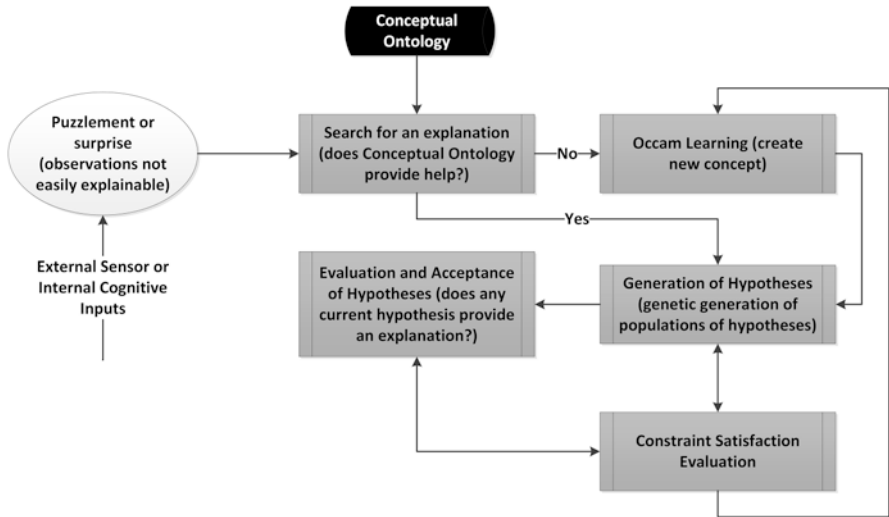 Conceptual
Ontology
Puzzlement or
surprise
(observations not
easily explainable)
Search for an explanation
(does Conceptual Ontology
provide help?)
No
Occam Learning (create
new concept)
Yes
External Sensor or
Internal Cognitive
Inputs
Evaluation and Acceptance
of Hypotheses (does any
current hypothesis provide
an explanation?)
Generation of Hypotheses
(genetic generation of
populations of hypotheses)
Constraint Satisfaction
Evaluation